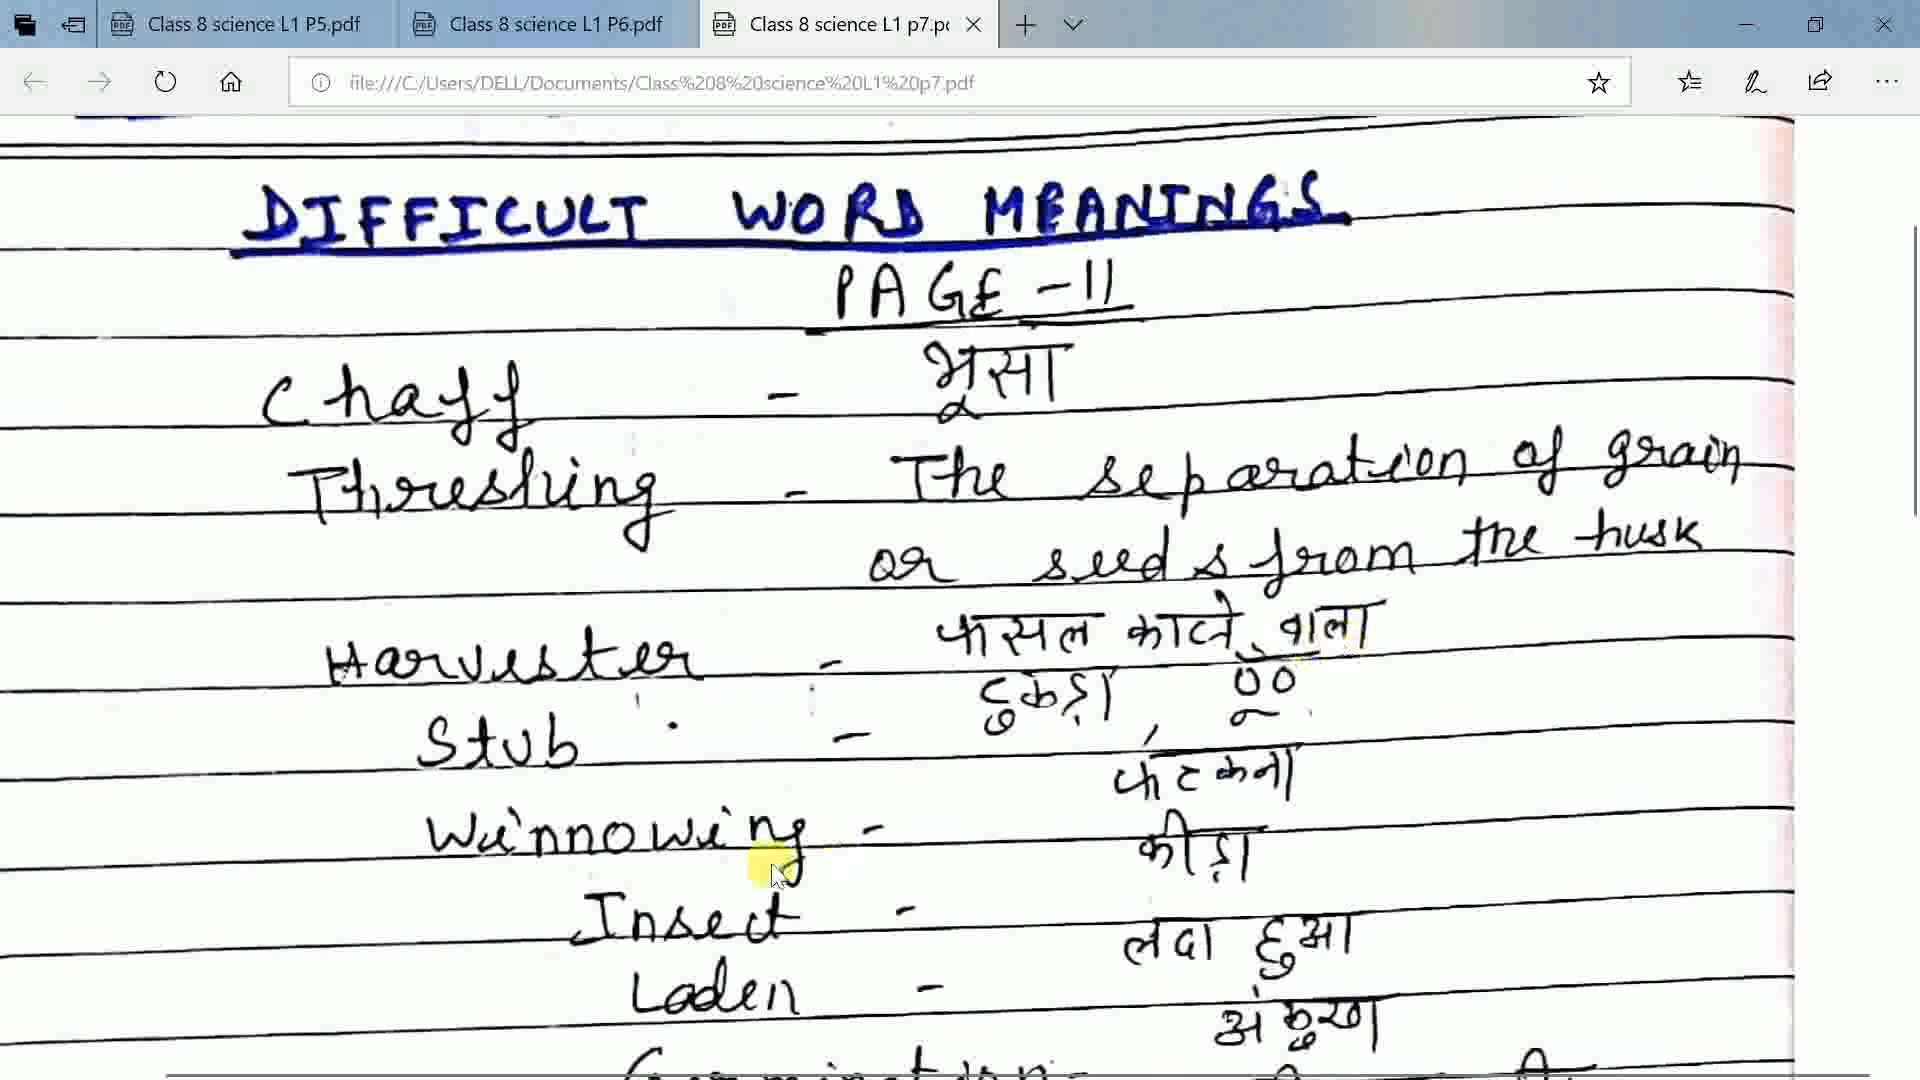 Class 8 science L1 P5.pdf
Class 8 science L1 P6.pdf
Class 8 science L1 p7.pc
file:///C:/Users/DELL/Documents/Class%208%20science%20L1%20p7.pdf
DIFFICULT WORD MEANINGS
PAGE -11
Chaff - भूसा
Threshing - The separation of grain
or seeds from the husk
Harvester - फसल काटने वाला
Stub - टुकड़ा, ठूठ
Winnowing - फटकना
Insect - कीड़ा
Laden - लदा हुआ
Germination-